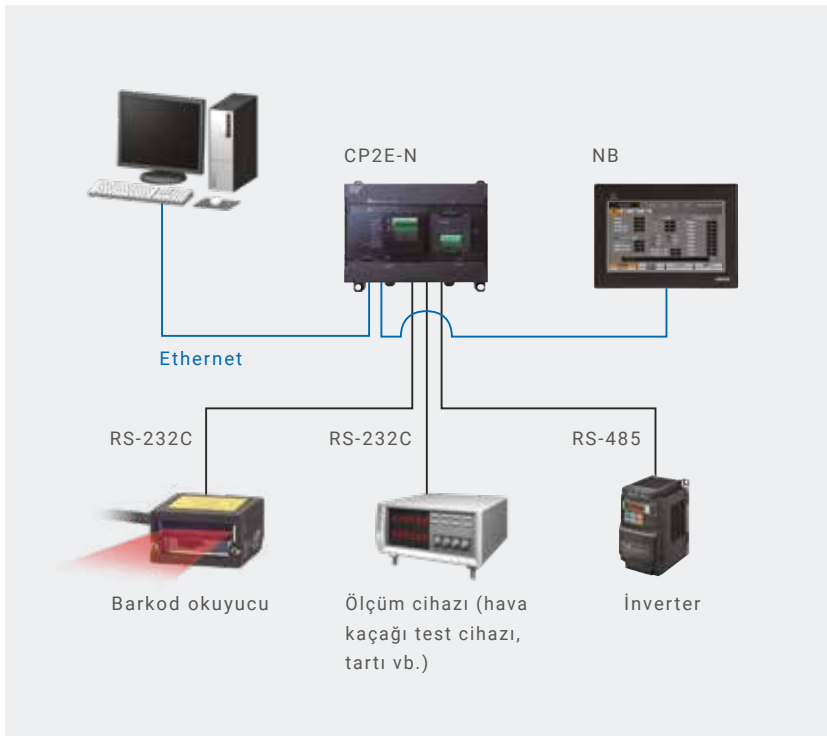 CP2E-N
NB
Ethernet
RS-232C
RS-232C
RS-485
Barkod okuyucu
Ölçüm cihazı (hava
kaçağı test cihazı,
tartı vb.)
İnverter